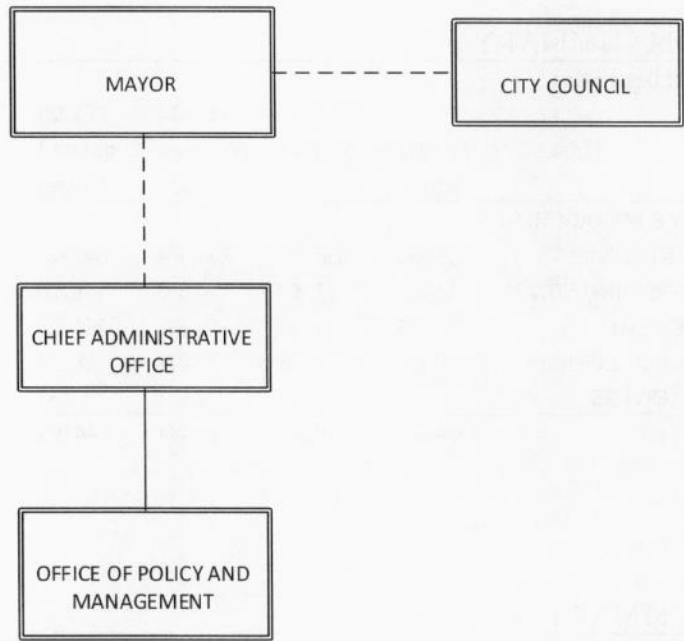 MAYOR
CITY COUNCIL
CHIEF ADMINISTRATIVE
OFFICE
OFFICE OF POLICY AND
MANAGEMENT